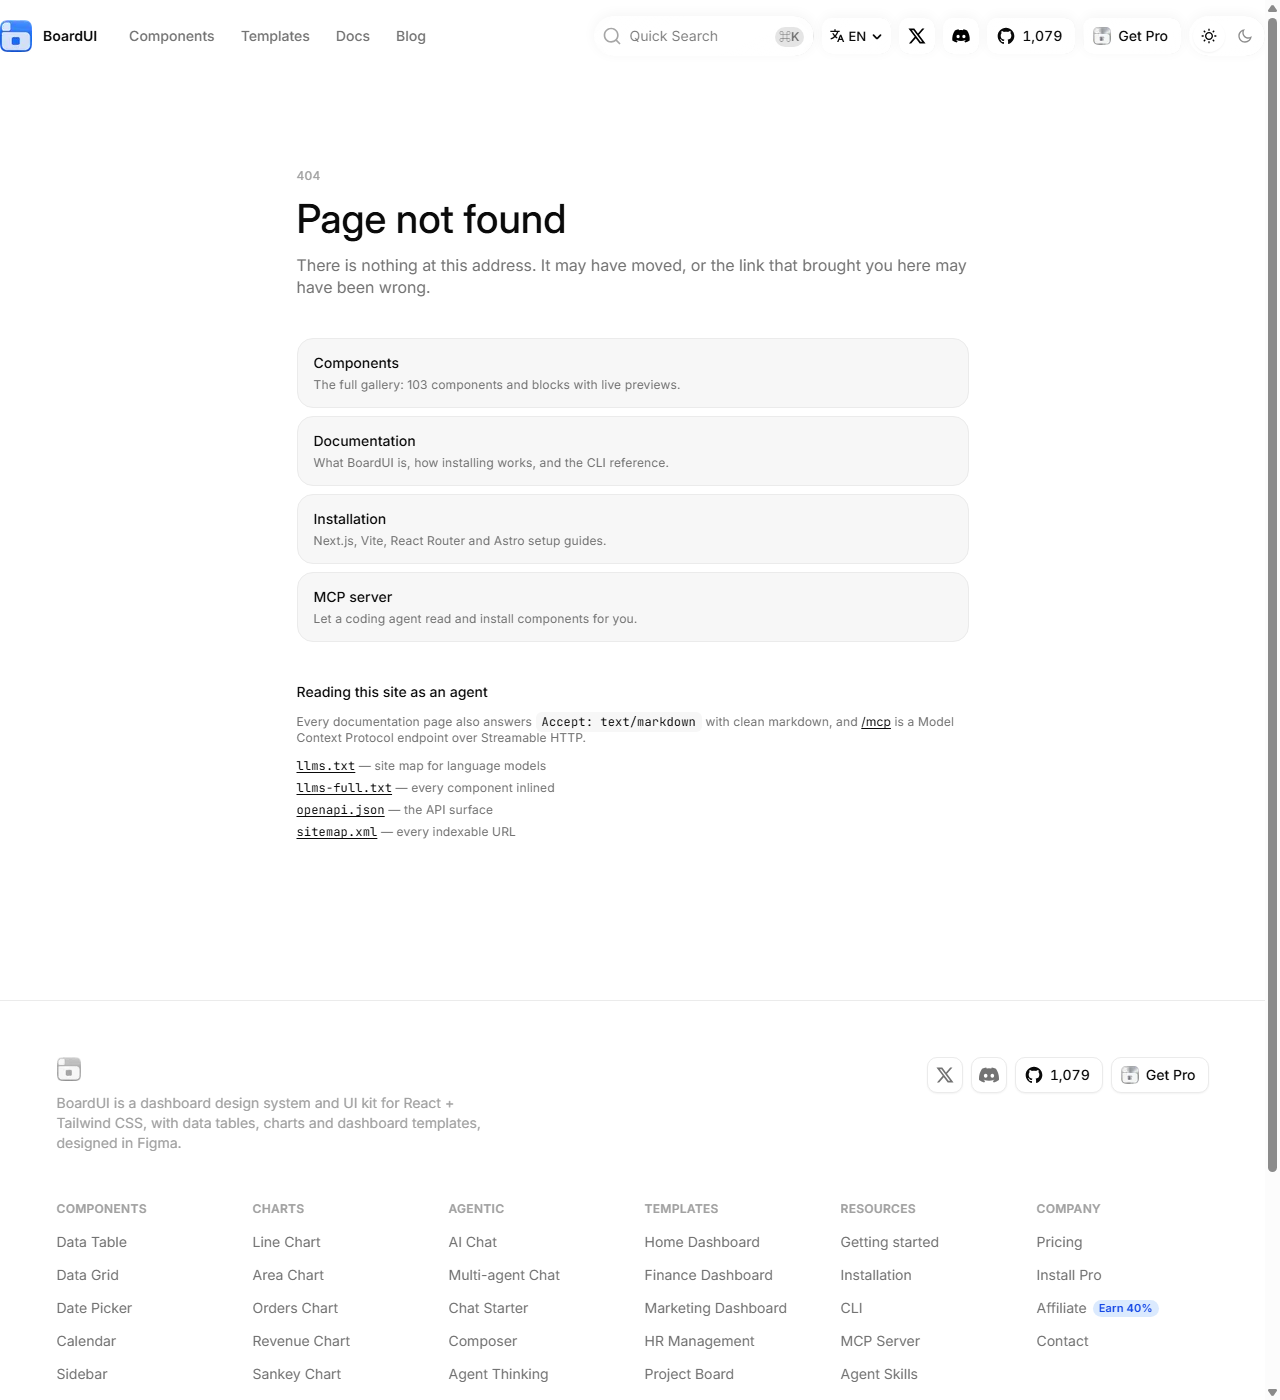 BoardUI
Components
Templates
Docs
Blog
Quick Search
⌘K
EN
1,079
Get Pro
404
Page not found
There is nothing at this address. It may have moved, or the link that brought you here may
have been wrong.
Components
The full gallery: 103 components and blocks with live previews.
Documentation
What BoardUI is, how installing works, and the CLI reference.
Installation
Next.js, Vite, React Router and Astro setup guides.
MCP server
Let a coding agent read and install components for you.
Reading this site as an agent
Every documentation page also answers Accept: text/markdown with clean markdown, and /mcp is a Model
Context Protocol endpoint over Streamable HTTP.
llms.txt — site map for language models
llms-full.txt — every component inlined
openapi.json — the API surface
sitemap.xml — every indexable URL
1,079
Get Pro
BoardUI is a dashboard design system and UI kit for React +
Tailwind CSS, with data tables, charts and dashboard templates,
designed in Figma.
COMPONENTS
Data Table
Data Grid
Date Picker
Calendar
Sidebar
CHARTS
Line Chart
Area Chart
Orders Chart
Revenue Chart
Sankey Chart
AGENTIC
AI Chat
Multi-agent Chat
Chat Starter
Composer
Agent Thinking
TEMPLATES
Home Dashboard
Finance Dashboard
Marketing Dashboard
HR Management
Project Board
RESOURCES
Getting started
Installation
CLI
MCP Server
Agent Skills
COMPANY
Pricing
Install Pro
Affiliate Earn 40%
Contact